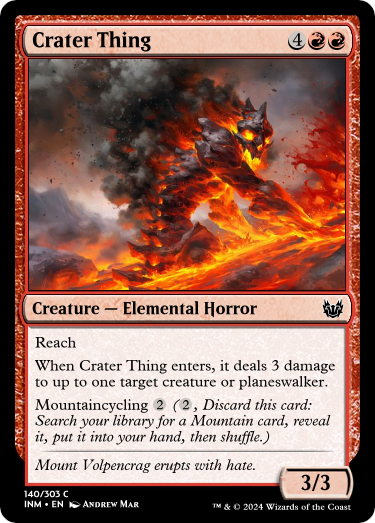 Crater Thing 4
Creature — Elemental Horror
Reach
When Crater Thing enters, it deals 3 damage
to up to one target creature or planeswalker.
Mountaincycling 2 (2, Discard this card:
Search your library for a Mountain card, reveal
it, put it into your hand, then shuffle.)
Mount Volpencrag erupts with hate.
3/3
140/303 C
INM • EN Andrew Mar
™ & © 2024 Wizards of the Coast